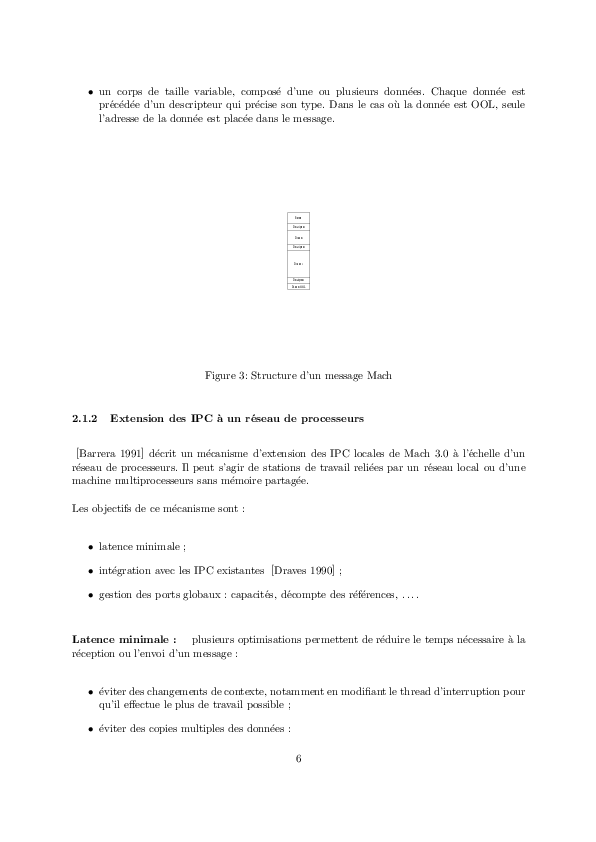 • un corps de taille variable, composé d'une ou plusieurs données. Chaque donnée est
précédée d'un descripteur qui précise son type. Dans le cas où la donnée est OOL, seule
l'adresse de la donnée est placée dans le message.
Figure 3: Structure d'un message Mach
2.1.2 Extension des IPC à un réseau de processeurs
[Barrera 1991] décrit un mécanisme d'extension des IPC locales de Mach 3.0 à l'échelle d'un
réseau de processeurs. Il peut s'agir de stations de travail reliées par un réseau local ou d'une
machine multiprocesseurs sans mémoire partagée.
Les objectifs de ce mécanisme sont :
• latence minimale ;
• intégration avec les IPC existantes [Draves 1990] ;
• gestion des ports globaux : capacités, décompte des références, ....
Latence minimale : plusieurs optimisations permettent de réduire le temps nécessaire à la
réception ou l'envoi d'un message :
• éviter des changements de contexte, notamment en modifiant le thread d'interruption pour
qu'il effectue le plus de travail possible ;
• éviter des copies multiples des données :
6